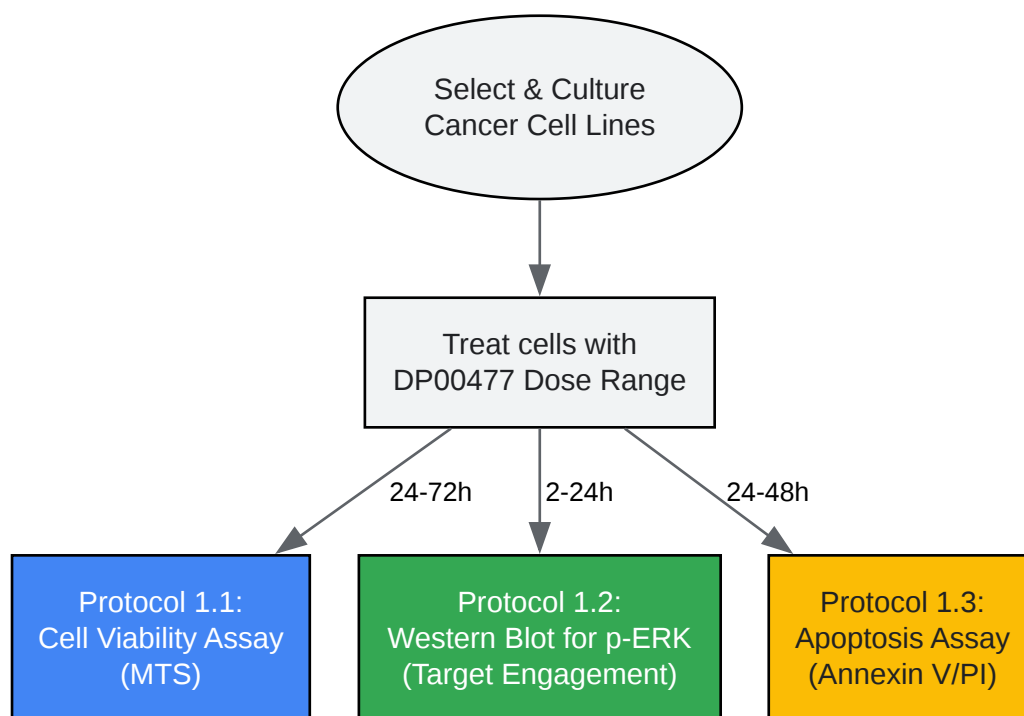 Select & Culture
Cancer Cell Lines
Treat cells with
DP00477 Dose Range
24-72h
2-24h
24-48h
Protocol 1.1:
Cell Viability Assay
(MTS)
Protocol 1.2:
Western Blot for p-ERK
(Target Engagement)
Protocol 1.3:
Apoptosis Assay
(Annexin V/PI)